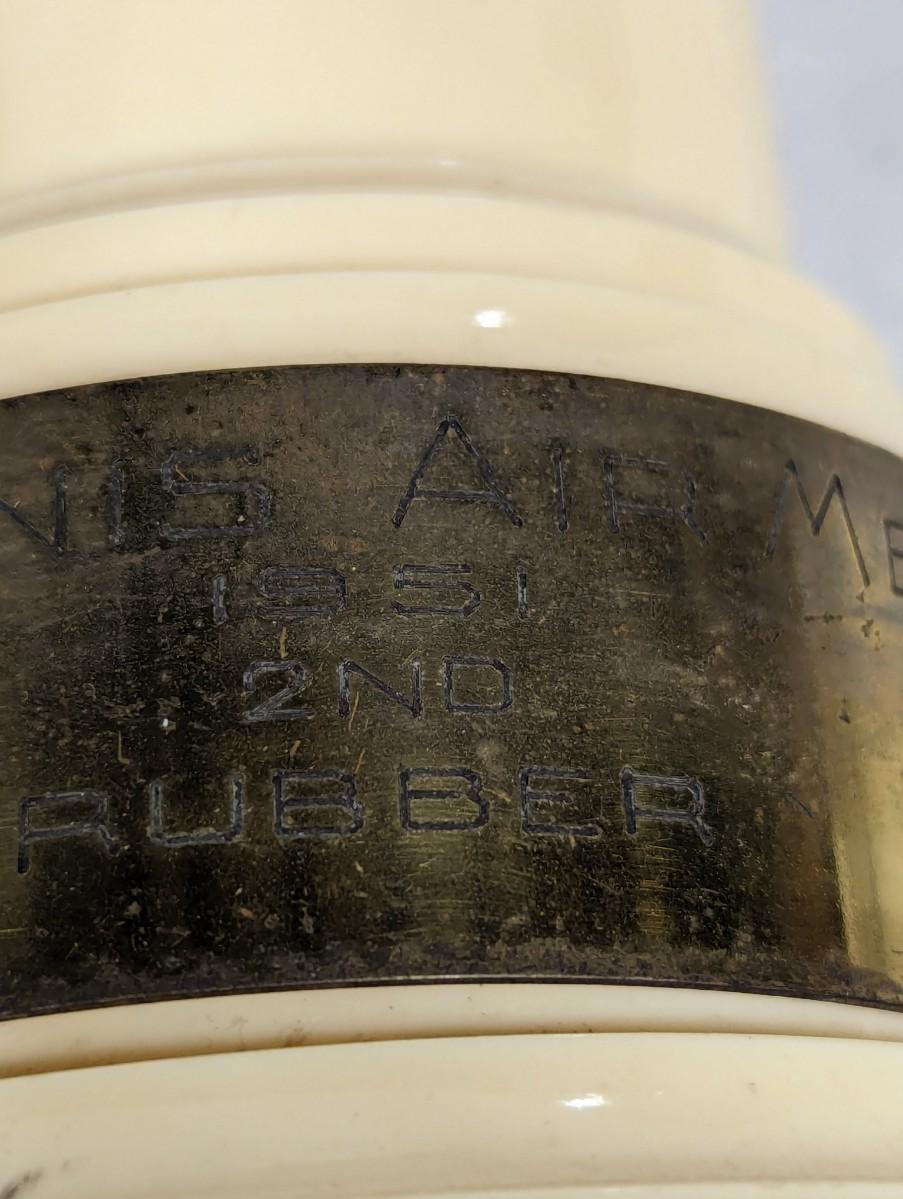 NIS AIR ME
1951
2ND
RUBBER